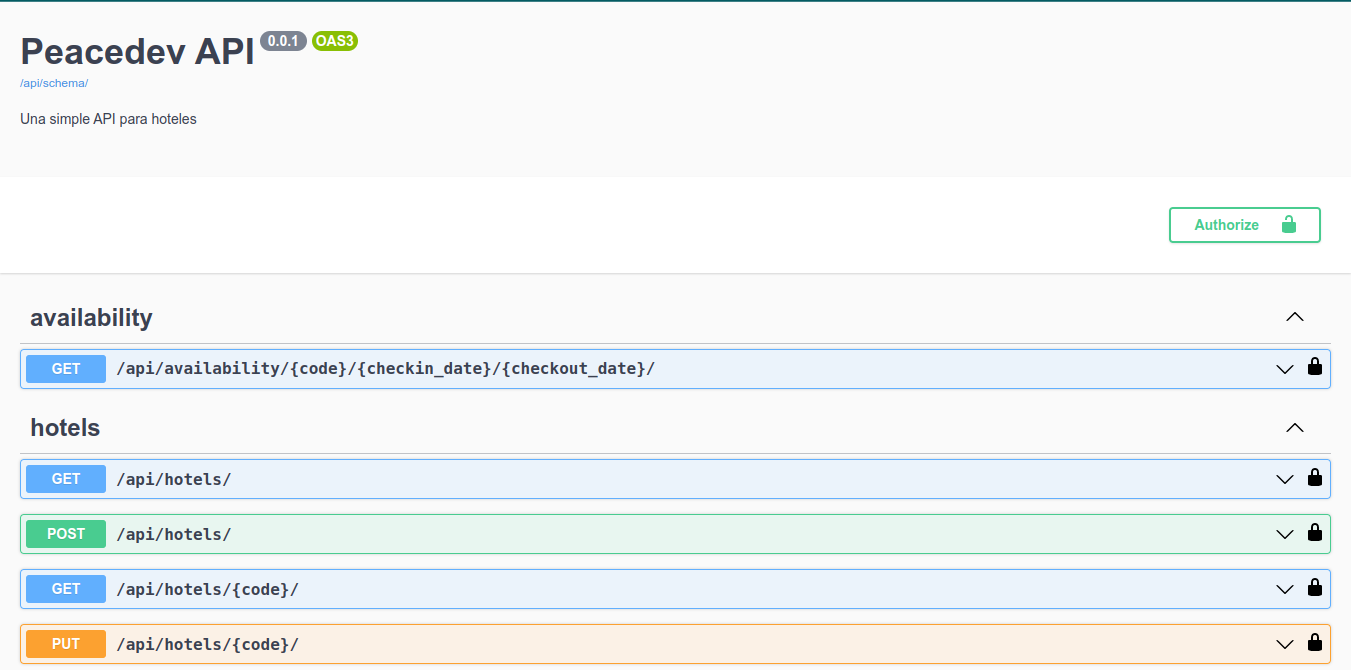 Peacedev API 0.0.1 OAS3
/api/schema/
Una simple API para hoteles
Authorize
availability
GET /api/availability/{code}/{checkin_date}/{checkout_date}/
hotels
GET /api/hotels/
POST /api/hotels/
GET /api/hotels/{code}/
PUT /api/hotels/{code}/